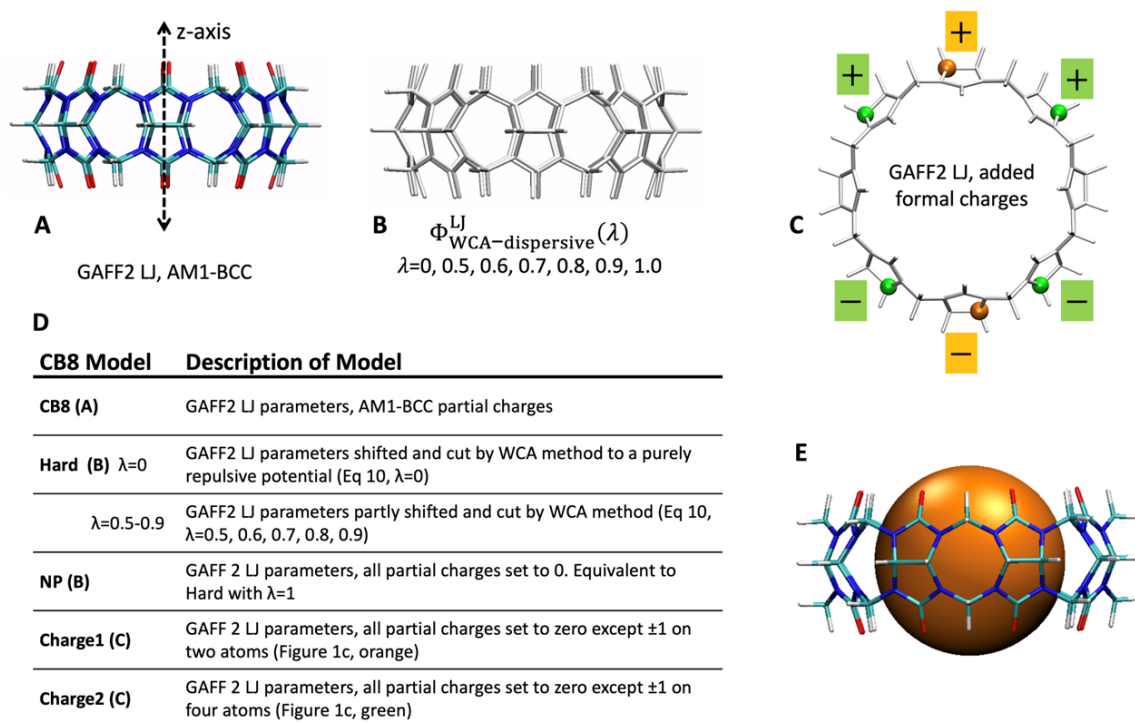 z-axis
A
GAFF2 LJ, AM1-BCC
B
Φ^LJ_WCA−dispersive(λ)
λ=0, 0.5, 0.6, 0.7, 0.8, 0.9, 1.0
+
+ +
GAFF2 LJ, added
formal charges
C
− −
−
D
CB8 Model Description of Model
CB8 (A) GAFF2 LJ parameters, AM1-BCC partial charges
Hard (B) λ=0 GAFF2 LJ parameters shifted and cut by WCA method to a purely
repulsive potential (Eq 10, λ=0)
λ=0.5-0.9 GAFF2 LJ parameters partly shifted and cut by WCA method (Eq 10,
λ=0.5, 0.6, 0.7, 0.8, 0.9)
NP (B) GAFF 2 LJ parameters, all partial charges set to 0. Equivalent to
Hard with λ=1
Charge1 (C) GAFF 2 LJ parameters, all partial charges set to zero except ±1 on
two atoms (Figure 1c, orange)
Charge2 (C) GAFF 2 LJ parameters, all partial charges set to zero except ±1 on
four atoms (Figure 1c, green)
E